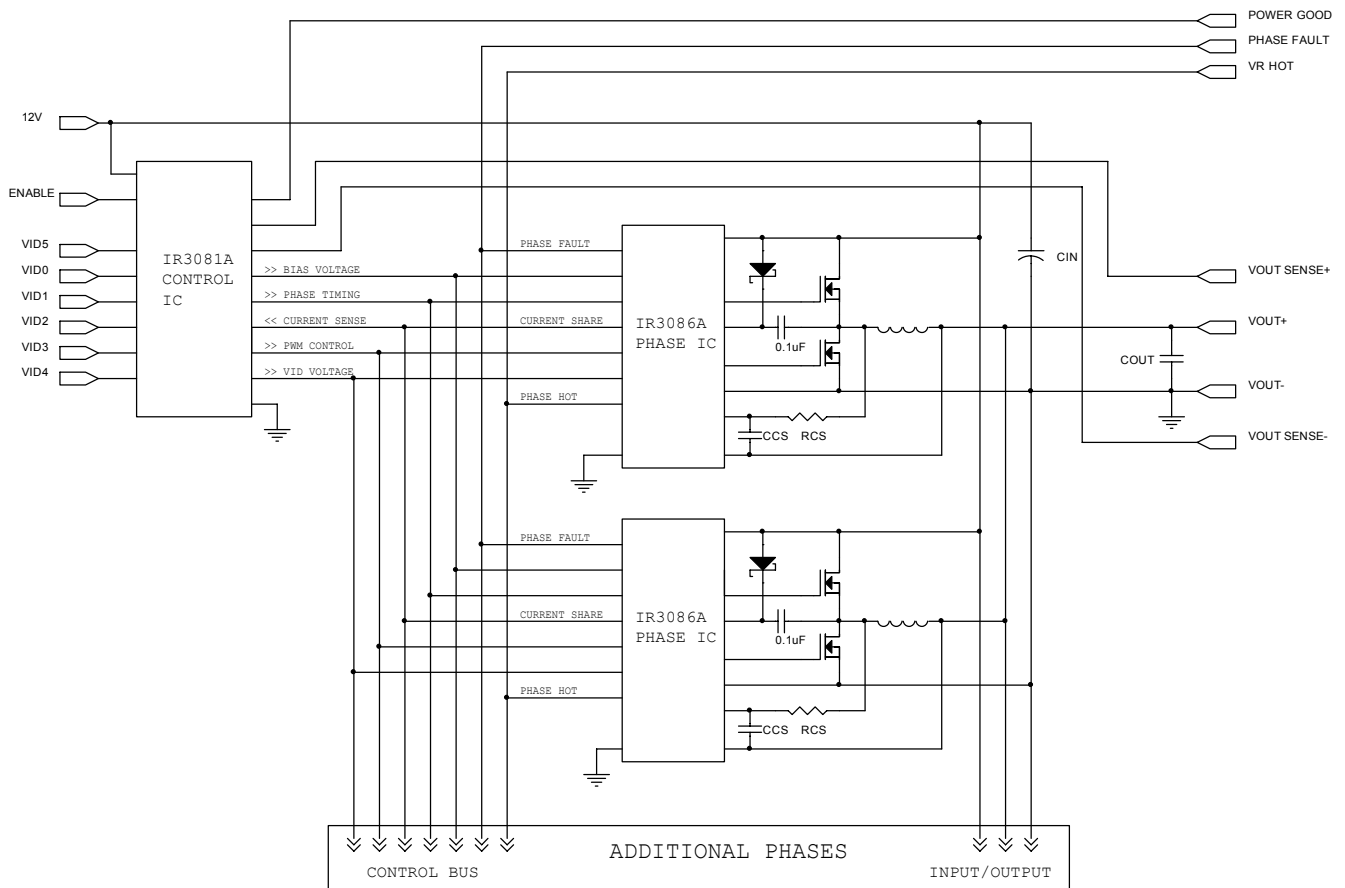 POWER GOOD
PHASE FAULT
VR HOT
12V
ENABLE
VID5
VID0
VID1
VID2
VID3
VID4
IR3081A
CONTROL
IC
>> BIAS VOLTAGE
>> PHASE TIMING
<< CURRENT SENSE
>> PWM CONTROL
>> VID VOLTAGE
PHASE FAULT
CURRENT SHARE
PHASE HOT
IR3086A
PHASE IC
0.1uF
CCS RCS
CIN
COUT
VOUT SENSE+
VOUT+
VOUT-
VOUT SENSE-
PHASE FAULT
CURRENT SHARE
PHASE HOT
IR3086A
PHASE IC
0.1uF
CCS RCS
ADDITIONAL PHASES
CONTROL BUS
INPUT/OUTPUT